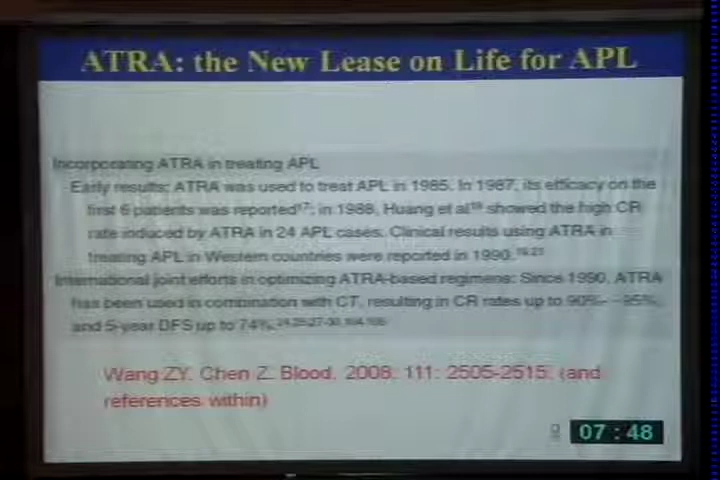 ATRA: the New Lease on Life for APL
Incorporating ATRA in treating APL
Early results: ATRA was used to treat APL in 1985. In 1987, its efficacy on the
first 6 patients was reported17; in 1988, Huang et al18 showed the high CR
rate induced by ATRA in 24 APL cases. Clinical results using ATRA in
treating APL in Western countries were reported in 1990.
International joint efforts in optimizing ATRA-based regimens: Since 1990, ATRA
has been used in combination with CT, resulting in CR rates up to 90%~95%
and 5-year DFS up to 74%.
Wang ZY, Chen Z. Blood. 2008; 111: 2505-2515. (and
references within)
07:48